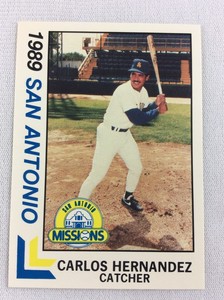 1989 SAN ANTONIO
SAN ANTONIO
MISSIONS
CARLOS HERNANDEZ
CATCHER